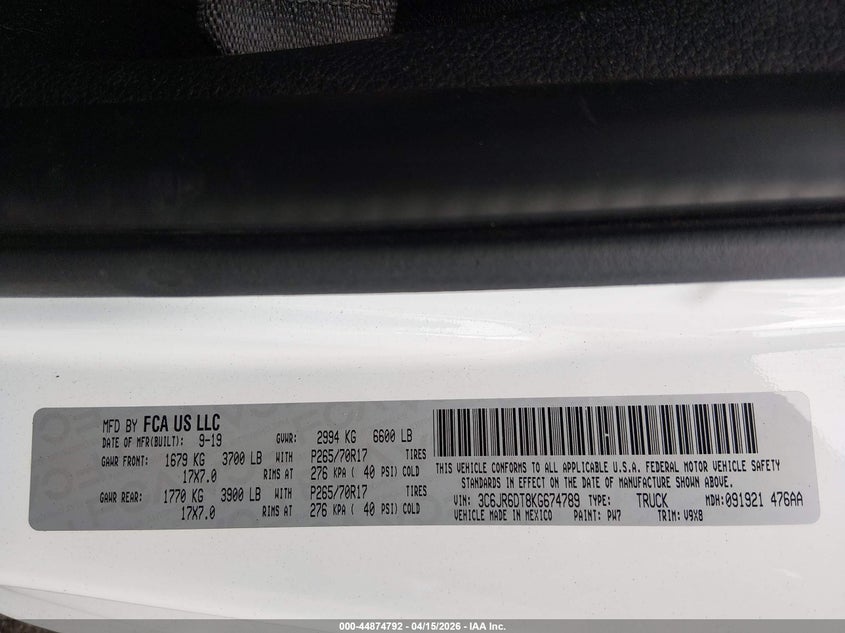 MFD BY FCA US LLC
DATE OF MFR(BUILT): 9-19 GVWR: 2994 KG 6600 LB
GAWR FRONT: 1679 KG 3700 LB WITH P265/70R17 TIRES
17X7.0 RIMS AT 276 KPA ( 40 PSI) COLD
GAWR REAR: 1770 KG 3900 LB WITH P265/70R17 TIRES
17X7.0 RIMS AT 276 KPA ( 40 PSI) COLD
THIS VEHICLE CONFORMS TO ALL APPLICABLE U.S.A. FEDERAL MOTOR VEHICLE SAFETY
STANDARDS IN EFFECT ON THE DATE OF MANUFACTURE SHOWN ABOVE.
VIN: 3C6JR6DT8KG674789 TYPE: TRUCK MDH:091921 476AA
VEHICLE MADE IN MEXICO PAINT: PW7 TRIM: V9X8
000-44874792 - 04/15/2026 - IAA Inc.